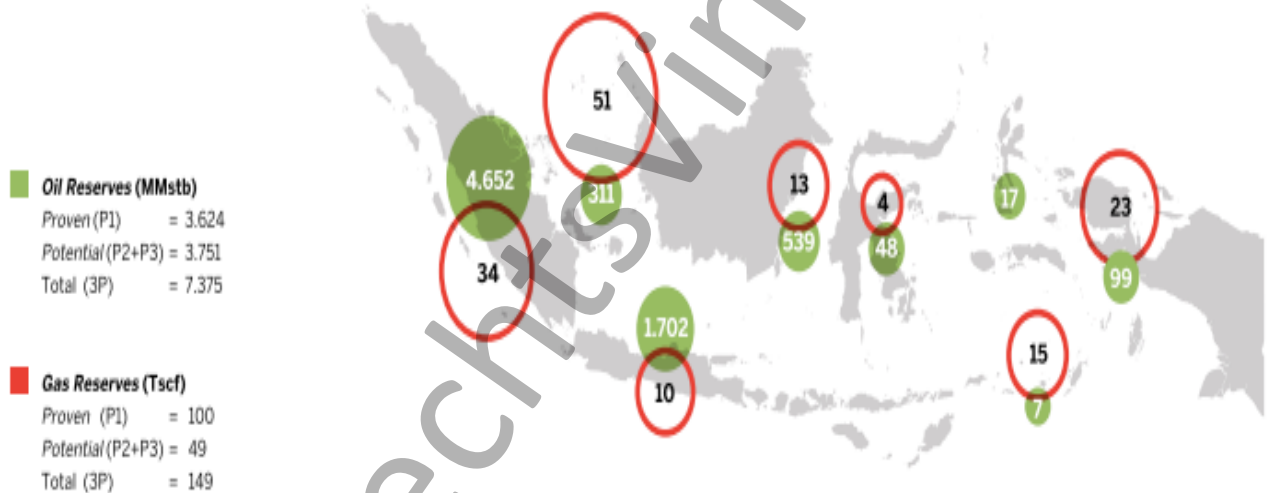 Oil Reserves (MMstb)
Proven (P1) = 3.624
Potential (P2+P3) = 3.751
Total (3P) = 7.375
Gas Reserves (Tscf)
Proven (P1) = 100
Potential (P2+P3) = 49
Total (3P) = 149
51
4.652
311
34
13
539
4
48
17
23
99
1.702
10
15
7
echtsVin